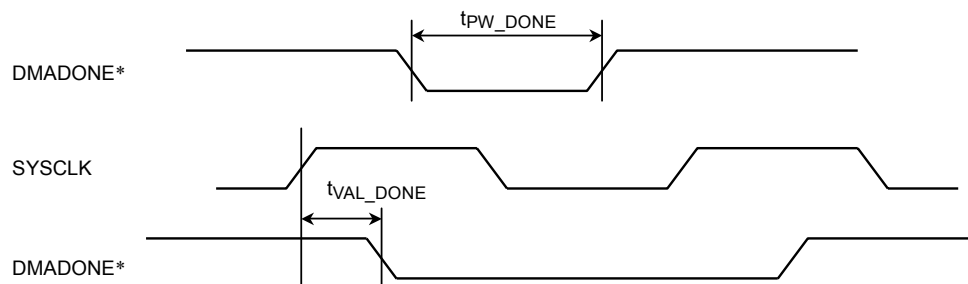 tPW_DONE
DMADONE*
SYSCLK
tVAL_DONE
DMADONE*